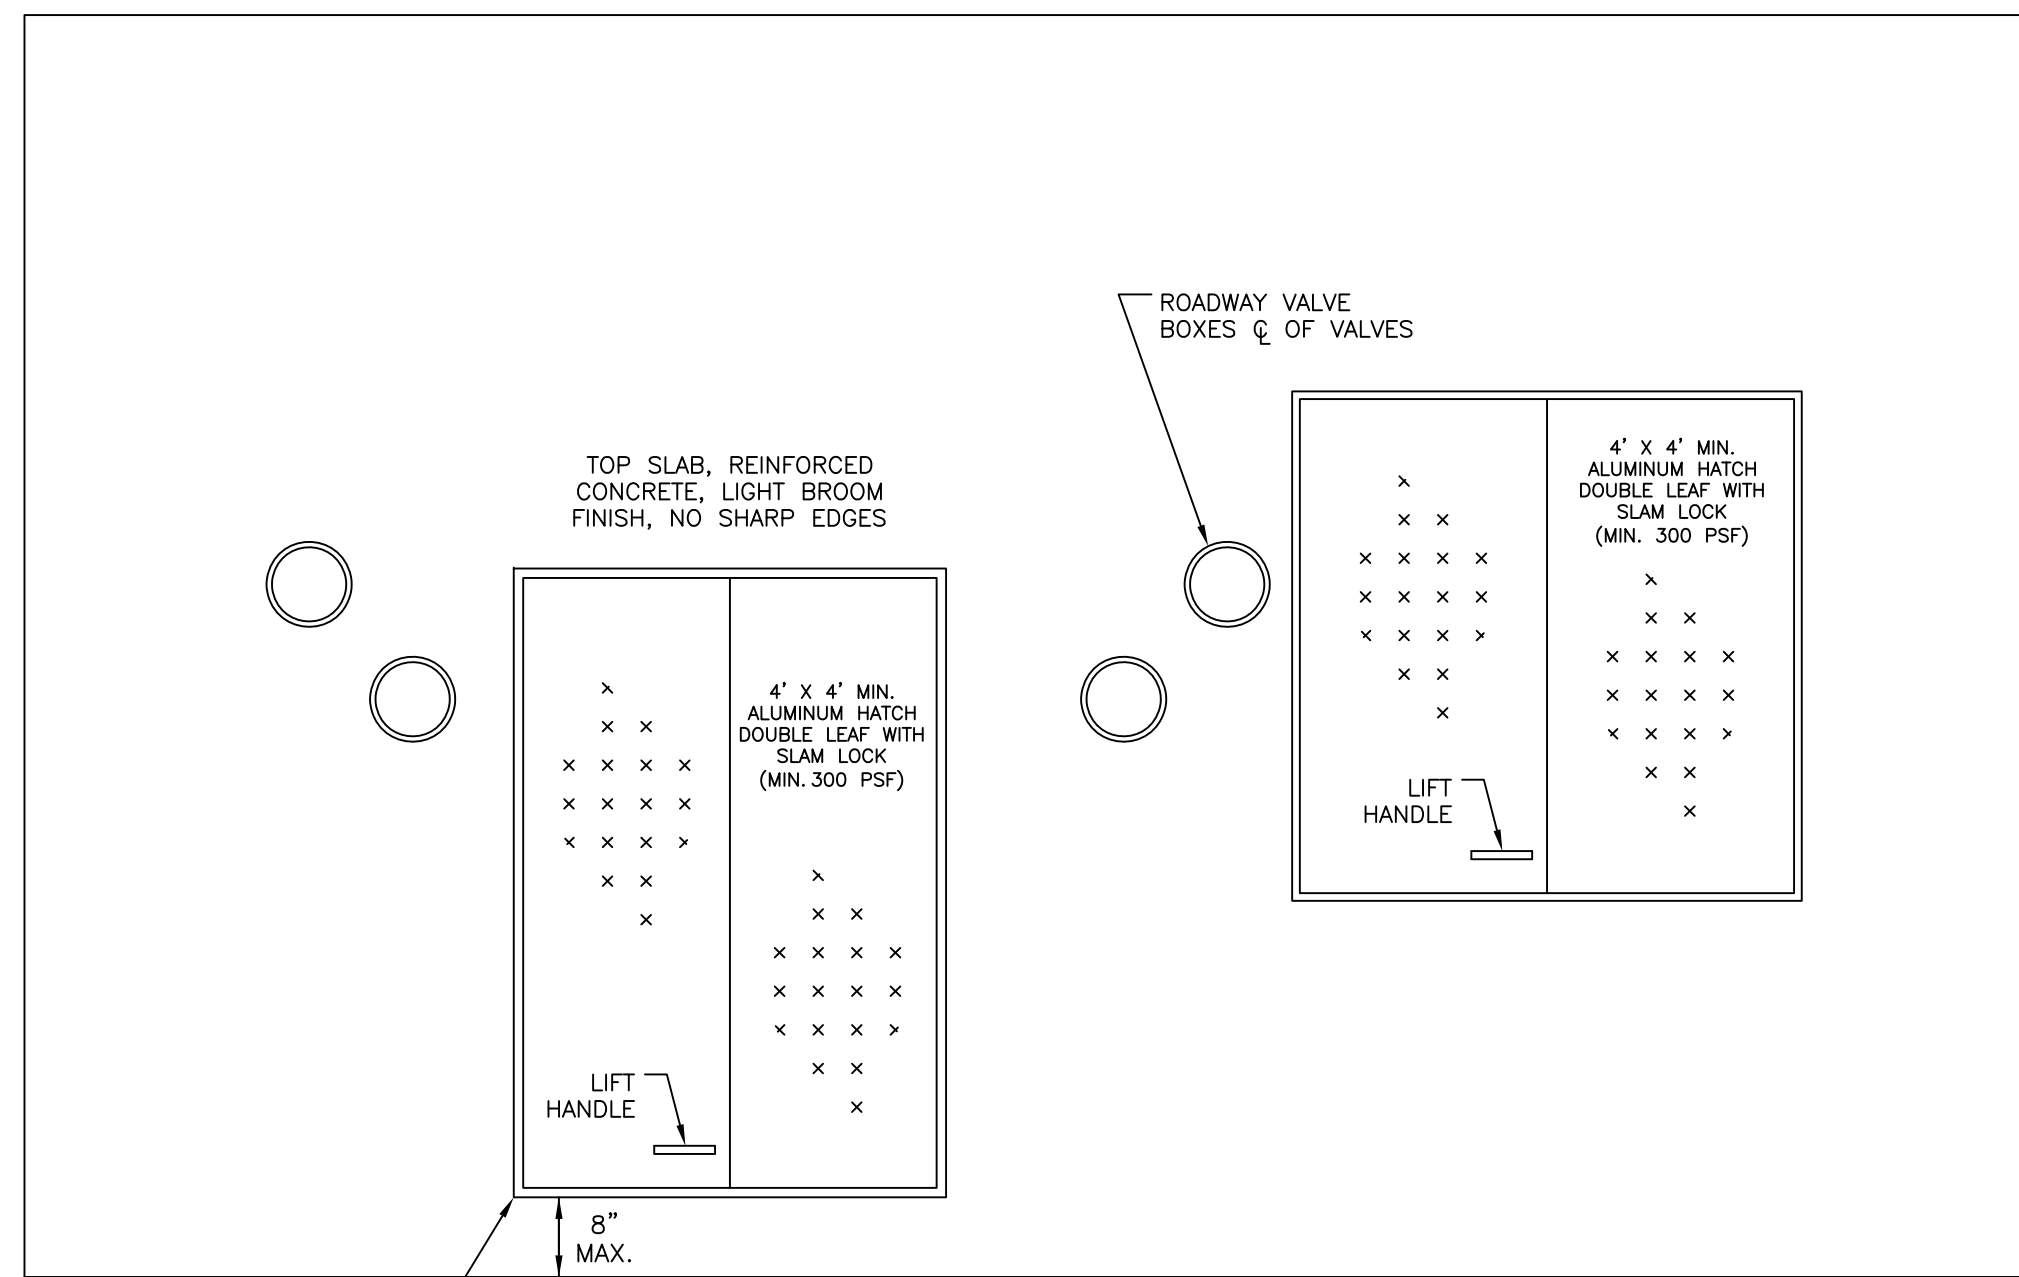 ROADWAY VALVE
BOXES ℄ OF VALVES
TOP SLAB, REINFORCED
CONCRETE, LIGHT BROOM
FINISH, NO SHARP EDGES
4' X 4' MIN.
ALUMINUM HATCH
DOUBLE LEAF WITH
SLAM LOCK
(MIN. 300 PSF)
4' X 4' MIN.
ALUMINUM HATCH
DOUBLE LEAF WITH
SLAM LOCK
(MIN. 300 PSF)
LIFT
HANDLE
LIFT
HANDLE
8"
MAX.